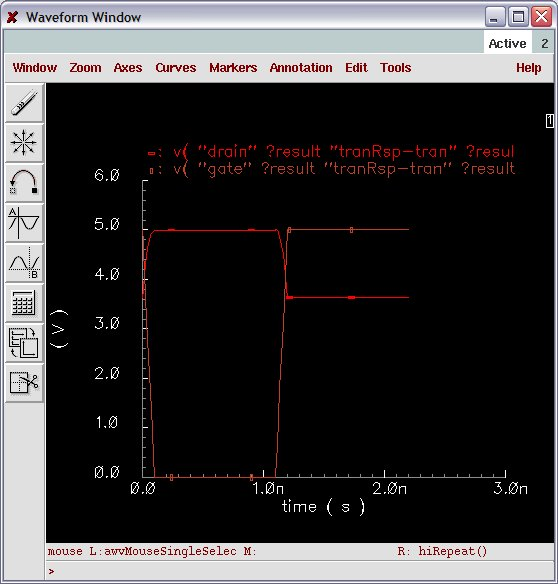 Waveform Window
Active 2
Window Zoom Axes Curves Markers Annotation Edit Tools Help
1
=: v( "drain" ?result "tranRsp-tran" ?resul
▯: v( "gate" ?result "tranRsp-tran" ?result
6.0
5.0
4.0
3.0
2.0
1.0
0.0
( V )
0.0 1.0n 2.0n 3.0n
time ( s )
A
B
mouse L:awvMouseSingleSelec M: R: hiRepeat()
>